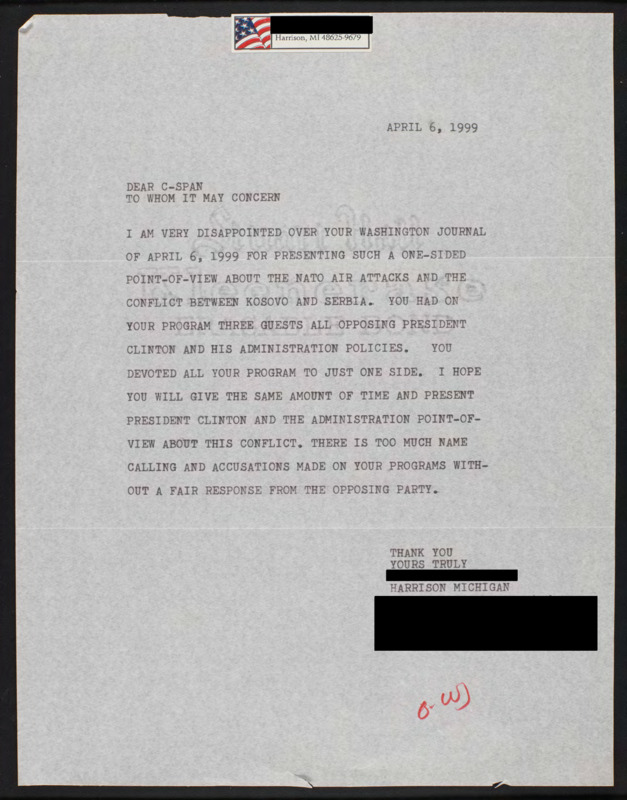 Harrison, MI 48625-9679
APRIL 6, 1999
DEAR C-SPAN
TO WHOM IT MAY CONCERN
I AM VERY DISAPPOINTED OVER YOUR WASHINGTON JOURNAL
OF APRIL 6, 1999 FOR PRESENTING SUCH A ONE-SIDED
POINT-OF-VIEW ABOUT THE NATO AIR ATTACKS AND THE
CONFLICT BETWEEN KOSOVO AND SERBIA. YOU HAD ON
YOUR PROGRAM THREE GUESTS ALL OPPOSING PRESIDENT
CLINTON AND HIS ADMINISTRATION POLICIES. YOU
DEVOTED ALL YOUR PROGRAM TO JUST ONE SIDE. I HOPE
YOU WILL GIVE THE SAME AMOUNT OF TIME AND PRESENT
PRESIDENT CLINTON AND THE ADMINISTRATION POINT-OF-
VIEW ABOUT THIS CONFLICT. THERE IS TOO MUCH NAME
CALLING AND ACCUSATIONS MADE ON YOUR PROGRAMS WITH-
OUT A FAIR RESPONSE FROM THE OPPOSING PARTY.
THANK YOU
YOURS TRULY
HARRISON MICHIGAN